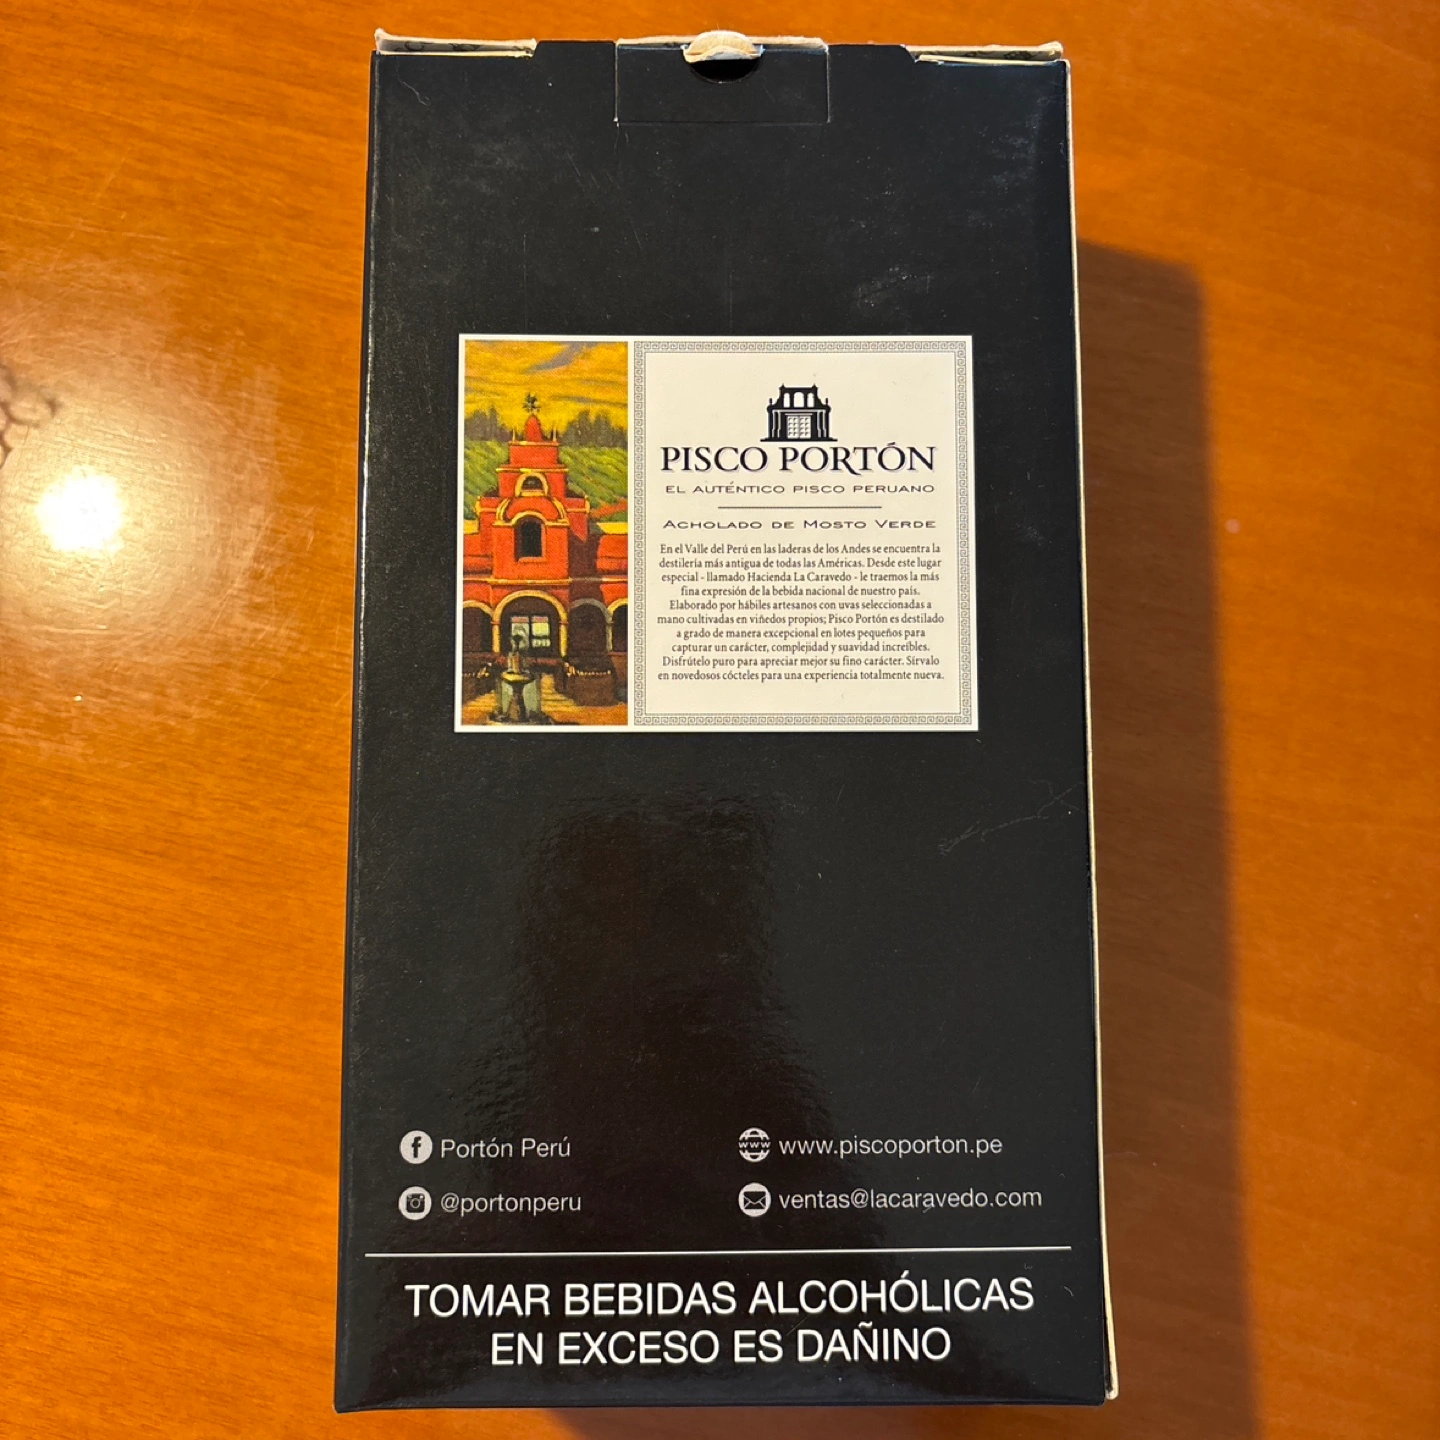 PISCO PORTÓN
EL AUTÉNTICO PISCO PERUANO
ACHOLADO DE MOSTO VERDE
En el Valle del Perú en las laderas de los Andes se encuentra la
destilería más antigua de todas las Américas. Desde este lugar
especial - llamado Hacienda La Caravedo - le traemos la más
fina expresión de la bebida nacional de nuestro país.
Elaborado por hábiles artesanos con uvas seleccionadas a
mano cultivadas en viñedos propios; Pisco Portón es destilado
a grado de manera excepcional en lotes pequeños para
capturar un carácter, complejidad y suavidad increíbles.
Disfrútelo puro para apreciar mejor su fino carácter. Sírvalo
en novedosos cócteles para una experiencia totalmente nueva.
Portón Perú
www www.piscoporton.pe
@portonperu
ventas@lacaravedo.com
TOMAR BEBIDAS ALCOHÓLICAS
EN EXCESO ES DAÑINO